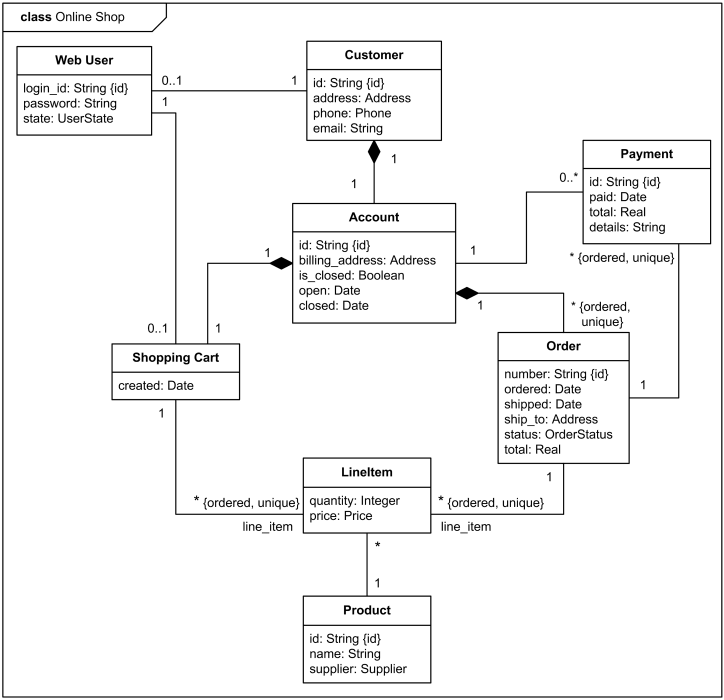 class Online Shop
Web User
login_id: String {id}
password: String
state: UserState
0..1
1
1
Customer
id: String {id}
address: Address
phone: Phone
email: String
1
1
Payment
id: String {id}
paid: Date
total: Real
details: String
0..*
* {ordered, unique}
Account
id: String {id}
billing_address: Address
is_closed: Boolean
open: Date
closed: Date
1
1
1
* {ordered,
unique}
0..1
1
Shopping Cart
created: Date
1
Order
number: String {id}
ordered: Date
shipped: Date
ship_to: Address
status: OrderStatus
total: Real
1
1
LineItem
quantity: Integer
price: Price
* {ordered, unique}
line_item
* {ordered, unique}
line_item
*
1
Product
id: String {id}
name: String
supplier: Supplier